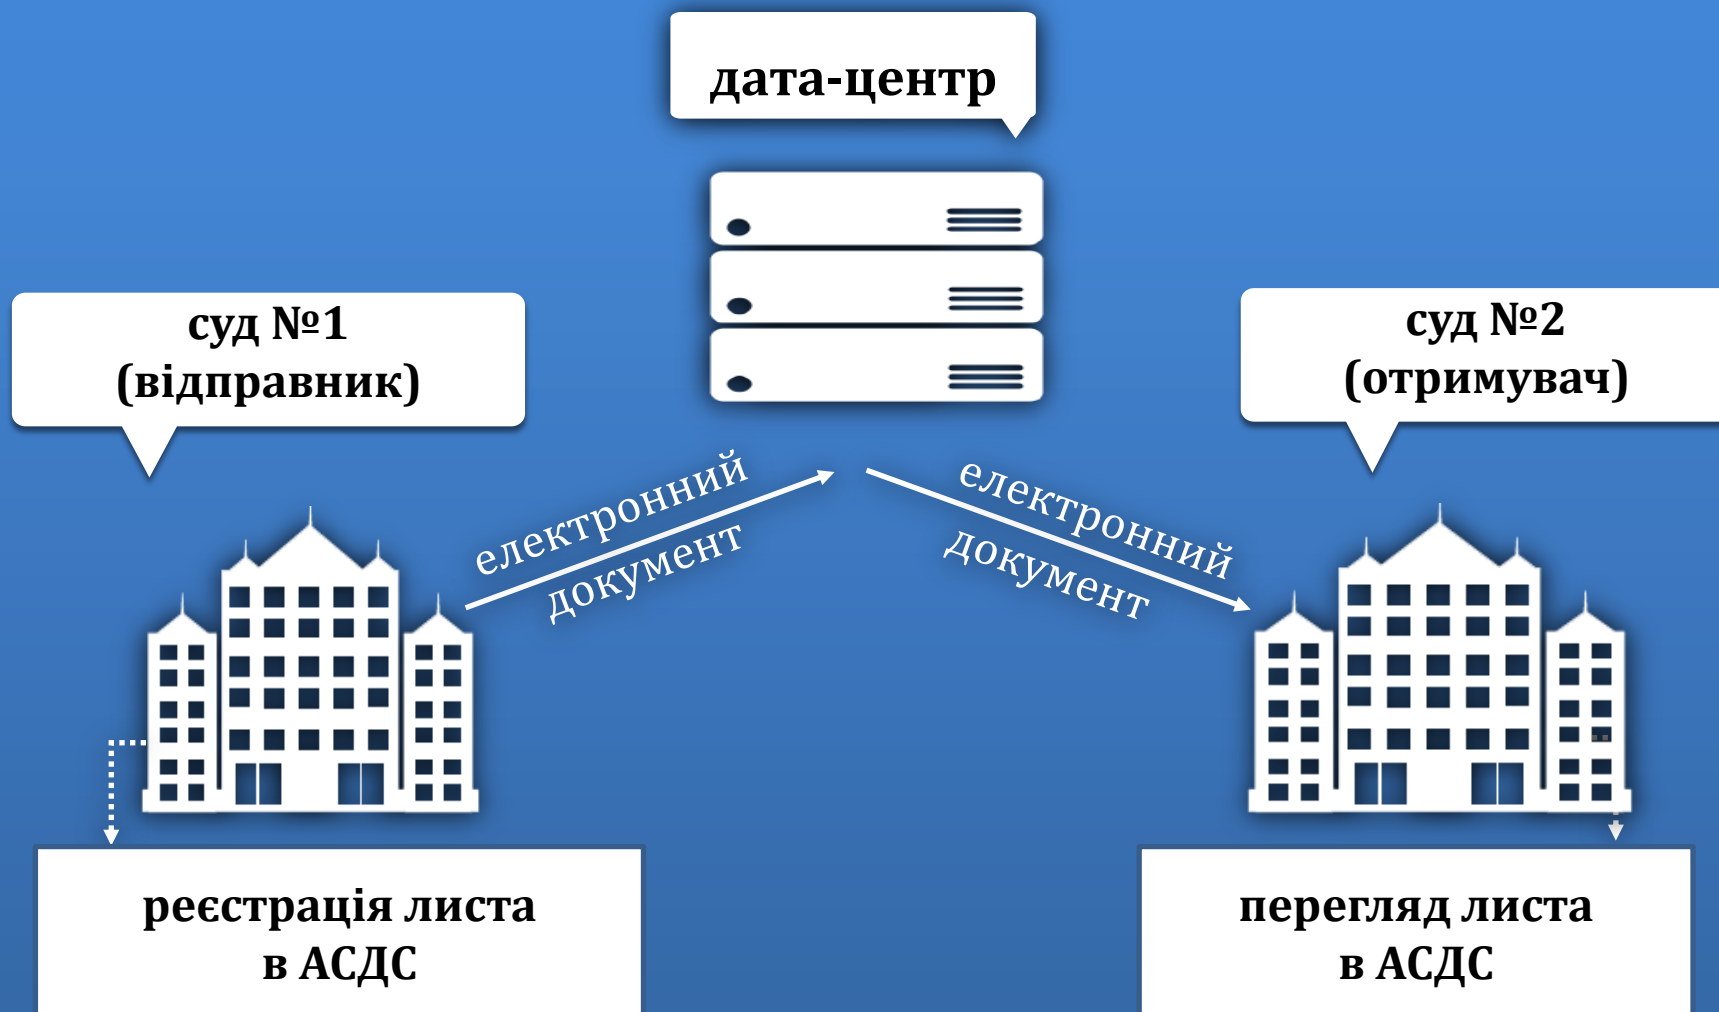 дата-центр
суд №1
(відправник)
суд №2
(отримувач)
електронний
документ
електронний
документ
реєстрація листа
в АСДС
перегляд листа
в АСДС